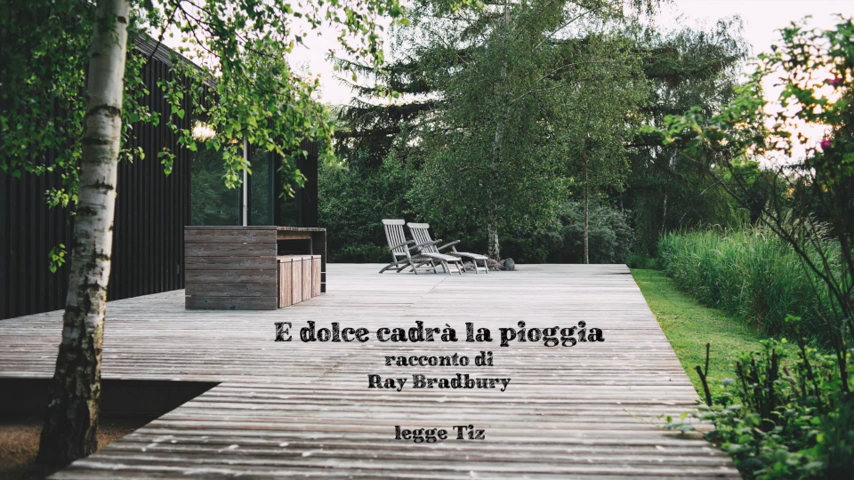 E dolce cadrà la pioggia
racconto di
Ray Bradbury
legge Tiz